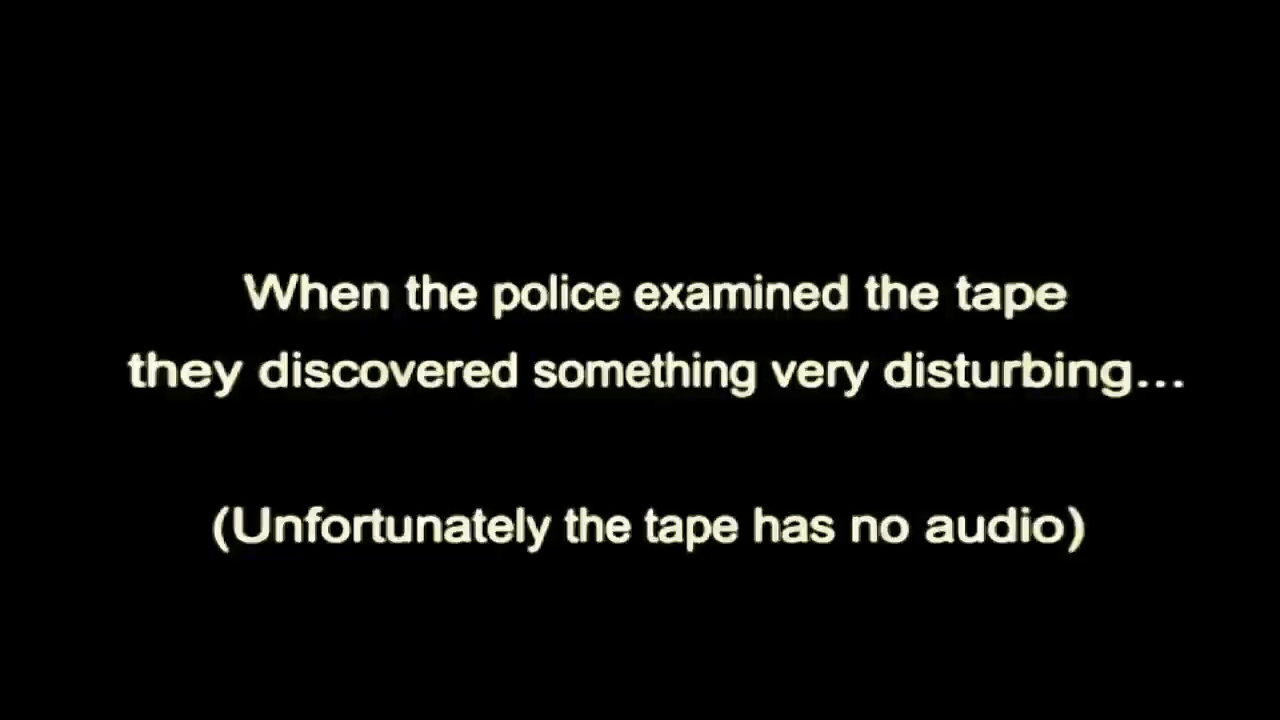 When the police examined the tape
they discovered something very disturbing...
(Unfortunately the tape has no audio)